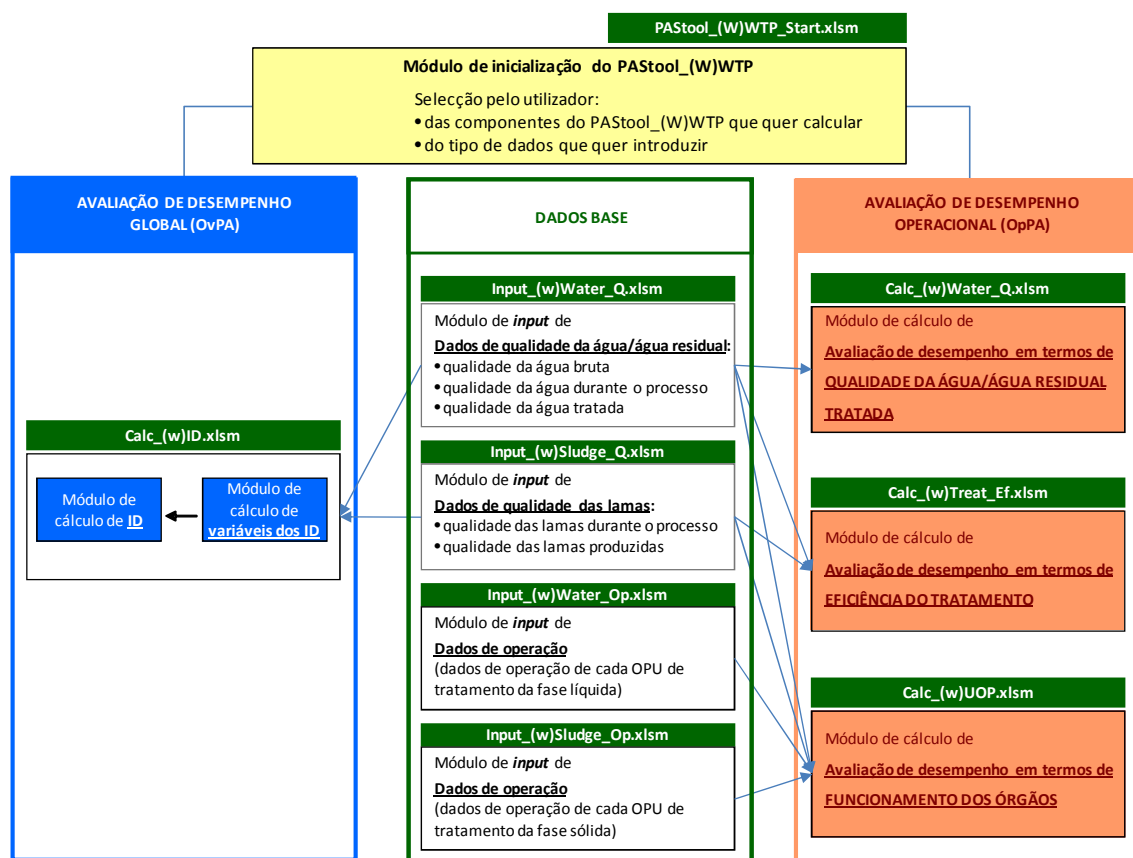 PAStool_(W)WTP_Start.xlsm
Módulo de inicialização do PAStool_(W)WTP
Selecção pelo utilizador:
• das componentes do PAStool_(W)WTP que quer calcular
• do tipo de dados que quer introduzir
AVALIAÇÃO DE DESEMPENHO
GLOBAL (OvPA)
Calc_(w)ID.xlsm
Módulo de
cálculo de ID
Módulo de
cálculo de
variáveis dos ID
DADOS BASE
Input_(w)Water_Q.xlsm
Módulo de input de
Dados de qualidade da água/água residual:
• qualidade da água bruta
• qualidade da água durante o processo
• qualidade da água tratada
Input_(w)Sludge_Q.xlsm
Módulo de input de
Dados de qualidade das lamas:
• qualidade das lamas durante o processo
• qualidade das lamas produzidas
Input_(w)Water_Op.xlsm
Módulo de input de
Dados de operação
(dados de operação de cada OPU de
tratamento da fase líquida)
Input_(w)Sludge_Op.xlsm
Módulo de input de
Dados de operação
(dados de operação de cada OPU de
tratamento da fase sólida)
AVALIAÇÃO DE DESEMPENHO
OPERACIONAL (OpPA)
Calc_(w)Water_Q.xlsm
Módulo de cálculo de
Avaliação de desempenho em termos de
QUALIDADE DA ÁGUA/ÁGUA RESIDUAL
TRATADA
Calc_(w)Treat_Ef.xlsm
Módulo de cálculo de
Avaliação de desempenho em termos de
EFICIÊNCIA DO TRATAMENTO
Calc_(w)UOP.xlsm
Módulo de cálculo de
Avaliação de desempenho em termos de
FUNCIONAMENTO DOS ÓRGÃOS